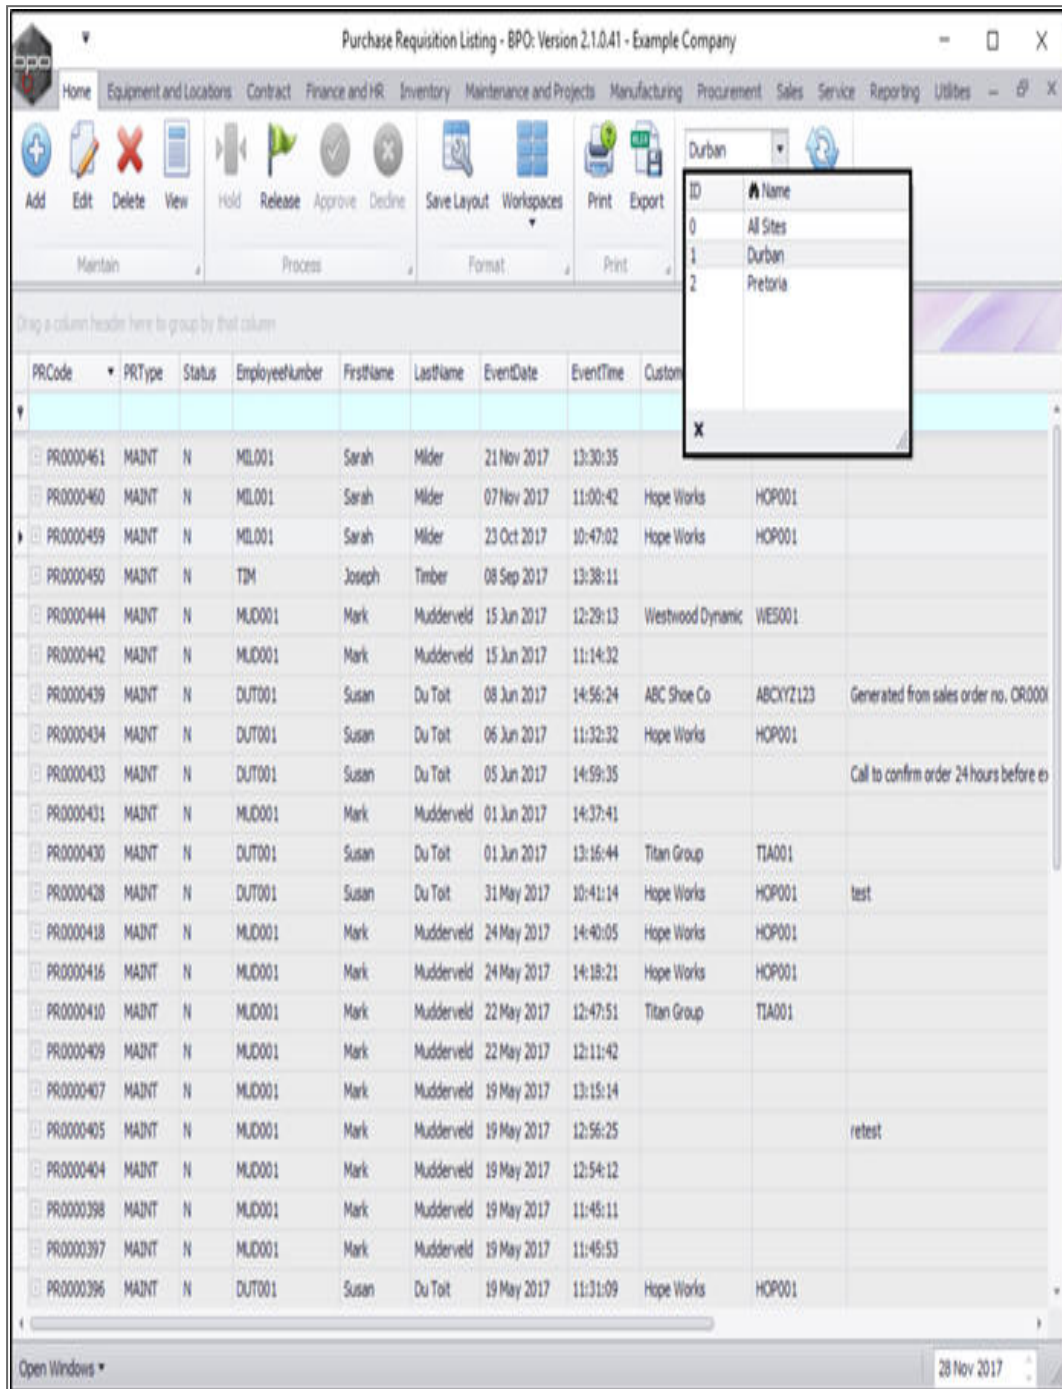 Purchase Requisition Listing - BPO: Version 2.1.0.41 - Example Company
bpo
Home Equipment and Locations Contract Finance and HR Inventory Maintenance and Projects Manufacturing Procurement Sales Service Reporting Utilities
Add Edit Delete View Hold Release Approve Decline Save Layout Workspaces Print Export Durban
Maintain Process Format Print
ID Name
0 All Sites
1 Durban
2 Pretoria
Drag a column header here to group by that column
PRCode PRType Status EmployeeNumber FirstName LastName EventDate EventTime Custom
PR0000461 MAINT N MIL001 Sarah Milder 21 Nov 2017 13:30:35
PR0000460 MAINT N MIL001 Sarah Milder 07 Nov 2017 11:00:42 Hope Works HOP001
PR0000459 MAINT N MIL001 Sarah Milder 23 Oct 2017 10:47:02 Hope Works HOP001
PR0000450 MAINT N TIM Joseph Timber 08 Sep 2017 13:38:11
PR0000444 MAINT N MUD001 Mark Mudderveld 15 Jun 2017 12:29:13 Westwood Dynamic WES001
PR0000442 MAINT N MUD001 Mark Mudderveld 15 Jun 2017 11:14:32
PR0000439 MAINT N DUT001 Susan Du Toit 08 Jun 2017 14:56:24 ABC Shoe Co ABCXYZ123 Generated from sales order no. OR000
PR0000434 MAINT N DUT001 Susan Du Toit 06 Jun 2017 11:32:32 Hope Works HOP001
PR0000433 MAINT N DUT001 Susan Du Toit 05 Jun 2017 14:59:35 Call to confirm order 24 hours before ex
PR0000431 MAINT N MUD001 Mark Mudderveld 01 Jun 2017 14:37:41
PR0000430 MAINT N DUT001 Susan Du Toit 01 Jun 2017 13:16:44 Titan Group TIA001
PR0000428 MAINT N DUT001 Susan Du Toit 31 May 2017 10:41:14 Hope Works HOP001 test
PR0000418 MAINT N MUD001 Mark Mudderveld 24 May 2017 14:40:05 Hope Works HOP001
PR0000416 MAINT N MUD001 Mark Mudderveld 24 May 2017 14:18:21 Hope Works HOP001
PR0000410 MAINT N MUD001 Mark Mudderveld 22 May 2017 12:47:51 Titan Group TIA001
PR0000409 MAINT N MUD001 Mark Mudderveld 22 May 2017 12:11:42
PR0000407 MAINT N MUD001 Mark Mudderveld 19 May 2017 13:15:14
PR0000405 MAINT N MUD001 Mark Mudderveld 19 May 2017 12:56:25 retest
PR0000404 MAINT N MUD001 Mark Mudderveld 19 May 2017 12:54:12
PR0000398 MAINT N MUD001 Mark Mudderveld 19 May 2017 11:45:11
PR0000397 MAINT N MUD001 Mark Mudderveld 19 May 2017 11:45:53
PR0000396 MAINT N DUT001 Susan Du Toit 19 May 2017 11:31:09 Hope Works HOP001
Open Windows 28 Nov 2017